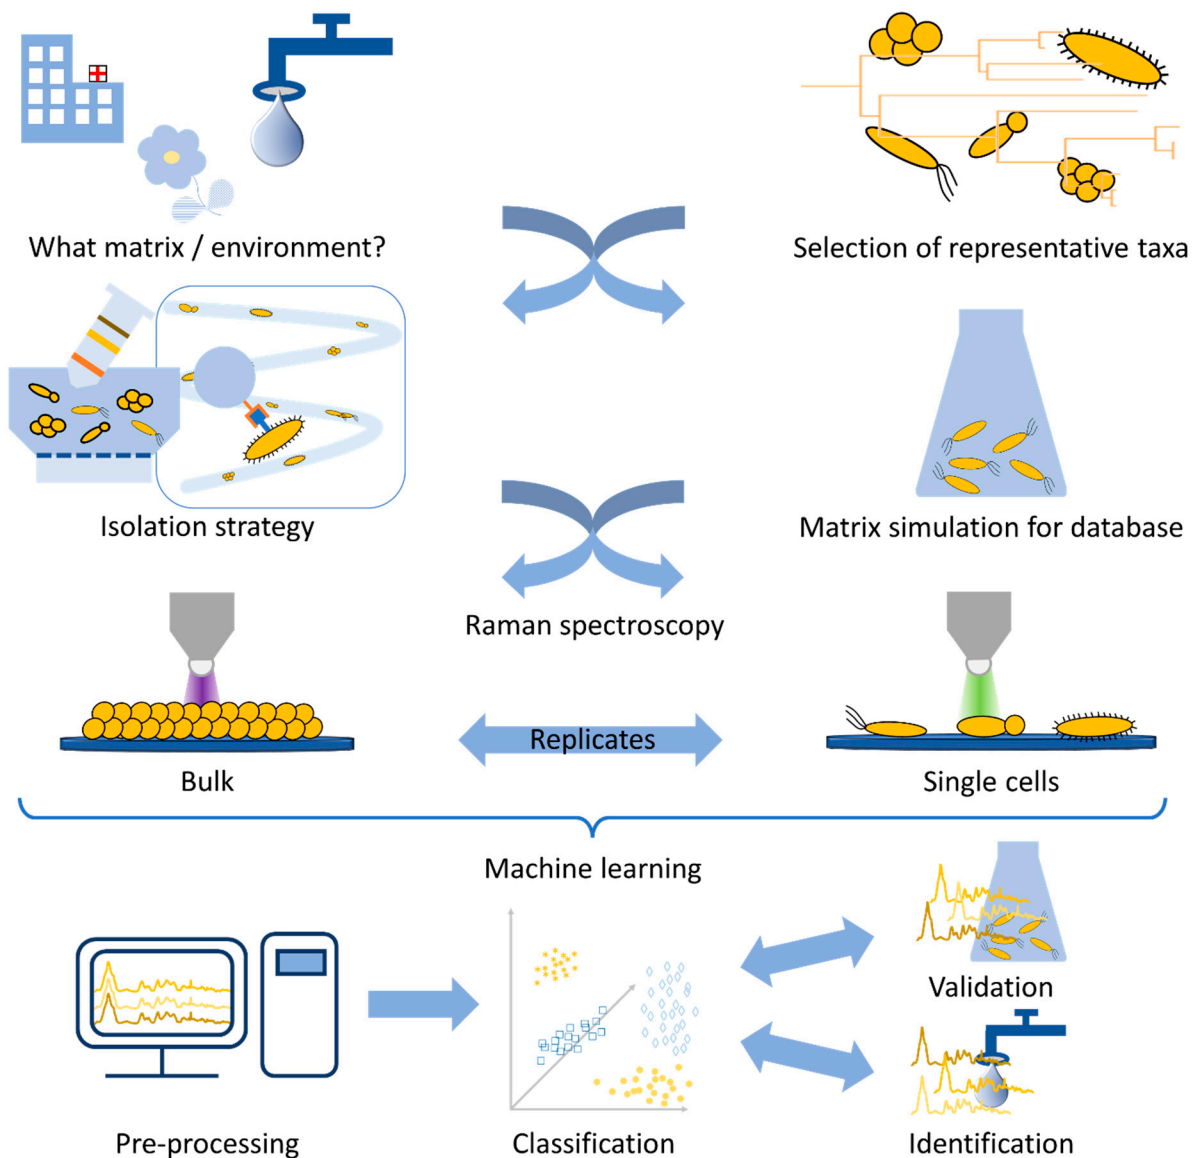 What matrix / environment?
Selection of representative taxa
Isolation strategy
Matrix simulation for database
Raman spectroscopy
Replicates
Bulk
Single cells
Machine learning
Validation
Pre-processing
Classification
Identification